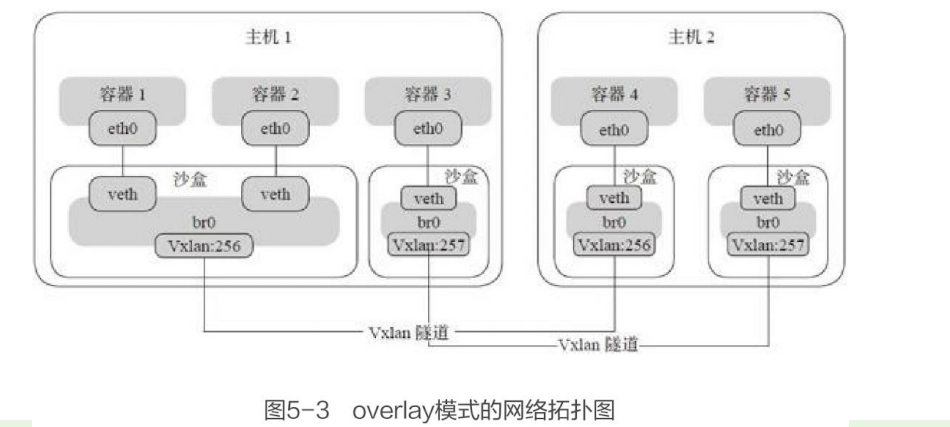 主机 1
主机 2
容器 1
容器 2
容器 3
容器 4
容器 5
eth0
eth0
eth0
eth0
eth0
沙盒
沙盒
沙盒
沙盒
veth
veth
veth
veth
veth
br0
br0
br0
br0
Vxlan:256
Vxlan:257
Vxlan:256
Vxlan:257
Vxlan 隧道
Vxlan 隧道
图5-3 overlay模式的网络拓扑图